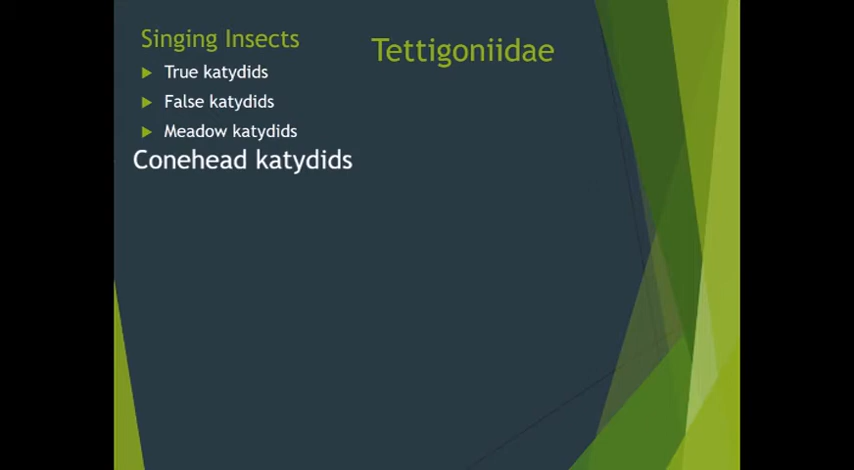 Singing Insects
Tettigoniidae
True katydids
False katydids
Meadow katydids
Conehead katydids